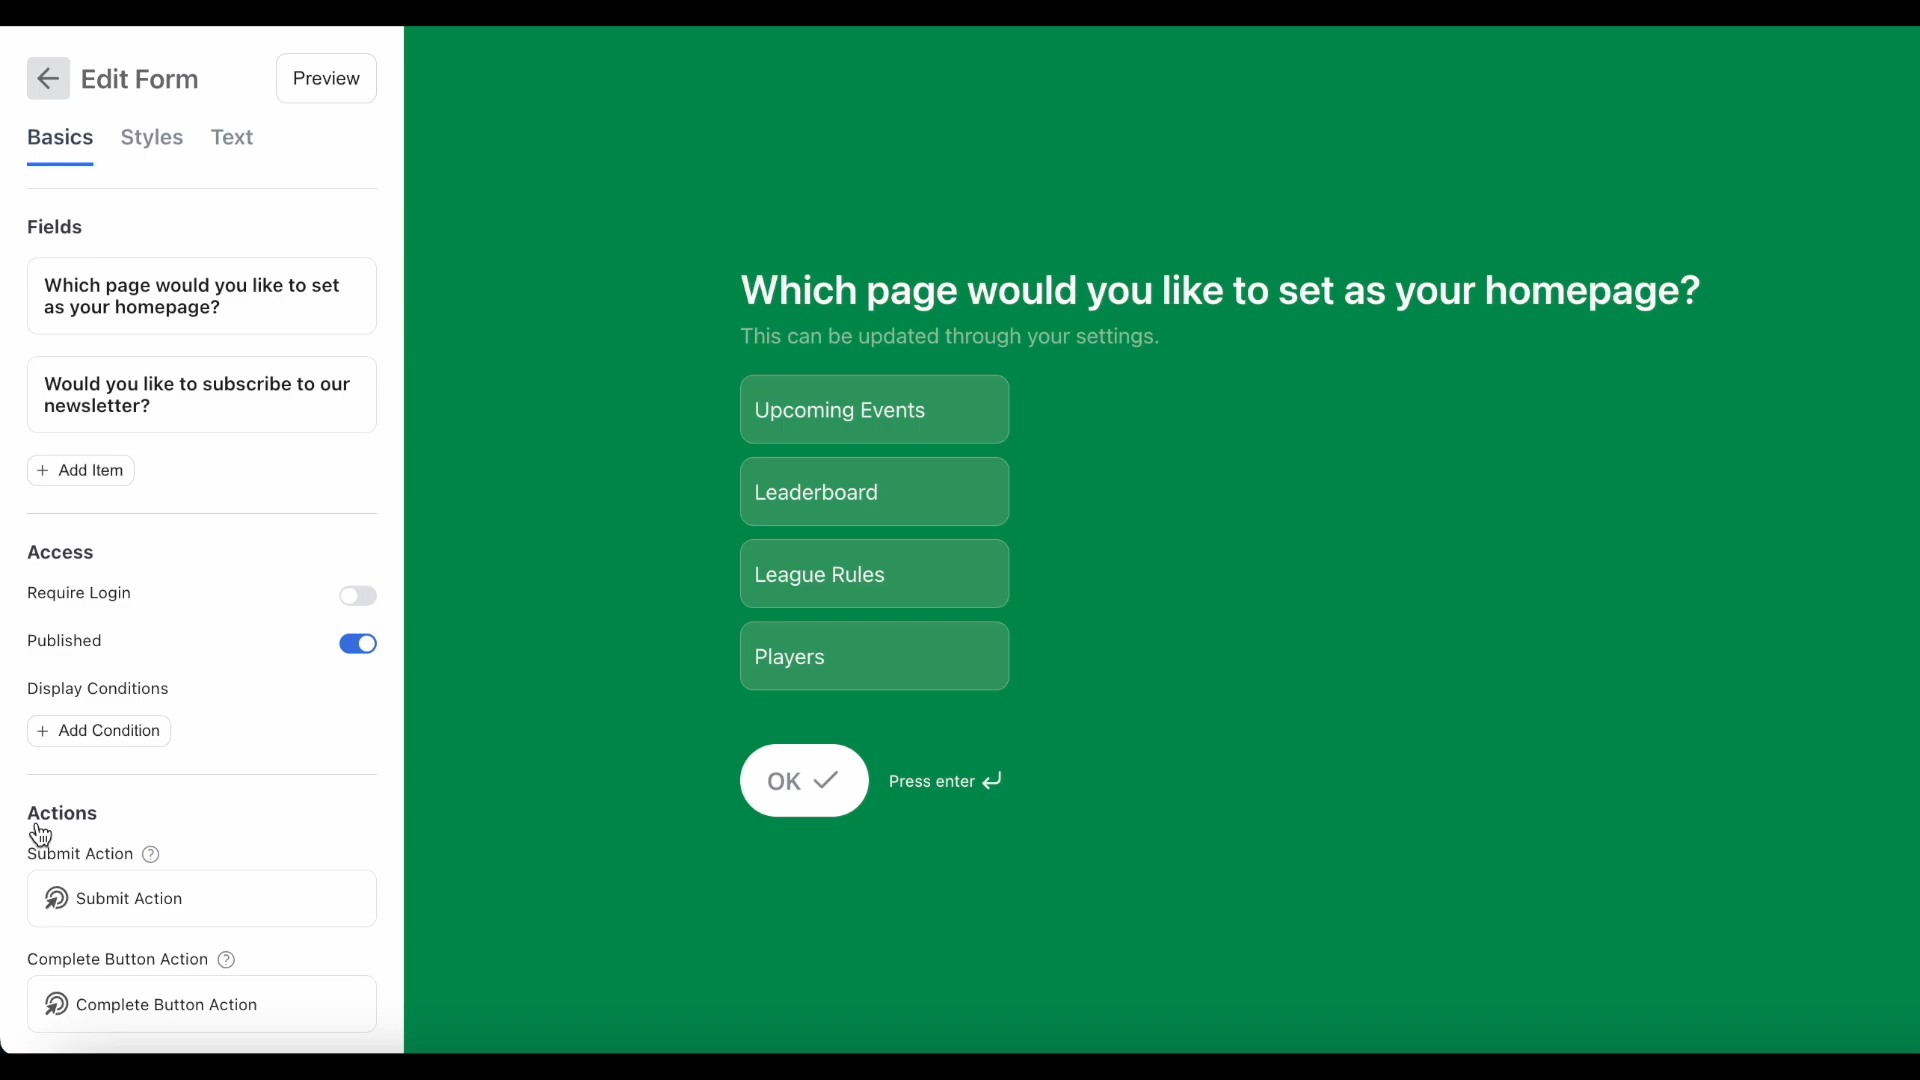 Edit Form
Preview
Basics
Styles
Text
Fields
Which page would you like to set
as your homepage?
Would you like to subscribe to our
newsletter?
+ Add Item
Access
Require Login
Published
Display Conditions
+ Add Condition
Actions
Submit Action ?
Submit Action
Complete Button Action ?
Complete Button Action
Which page would you like to set as your homepage?
This can be updated through your settings.
Upcoming Events
Leaderboard
League Rules
Players
OK
Press enter